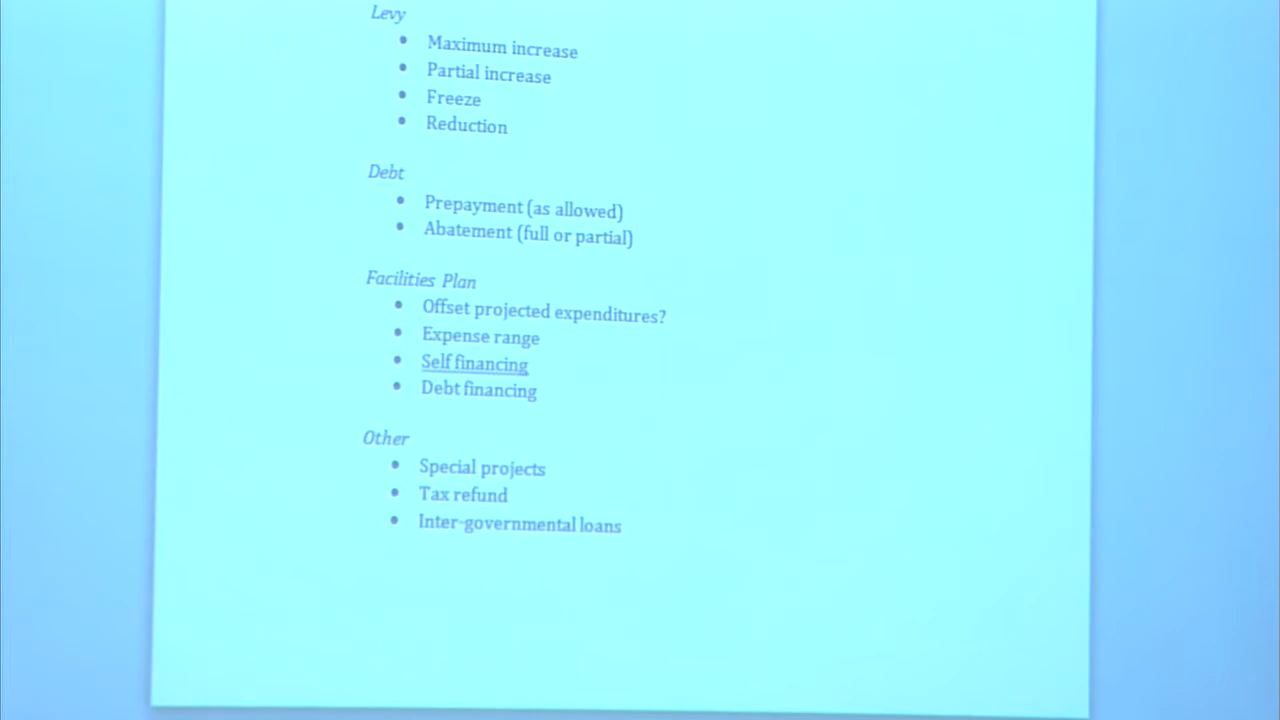 Levy
• Maximum increase
• Partial increase
• Freeze
• Reduction
Debt
• Prepayment (as allowed)
• Abatement (full or partial)
Facilities Plan
• Offset projected expenditures?
• Expense range
• Self financing
• Debt financing
Other
• Special projects
• Tax refund
• Inter-governmental loans